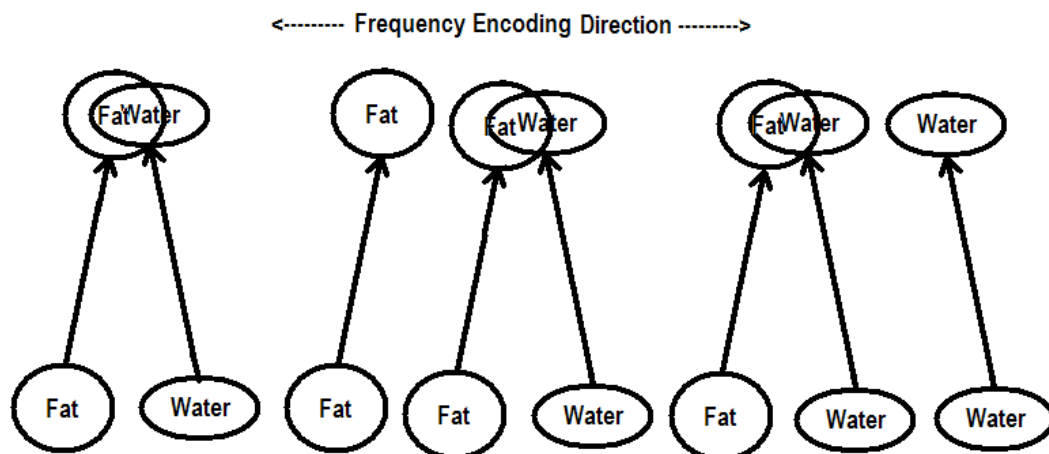 <--------- Frequency Encoding Direction --------->
Fat Water Fat Fat Water Fat Water Water
Fat Water Fat Fat Water Fat Water Water